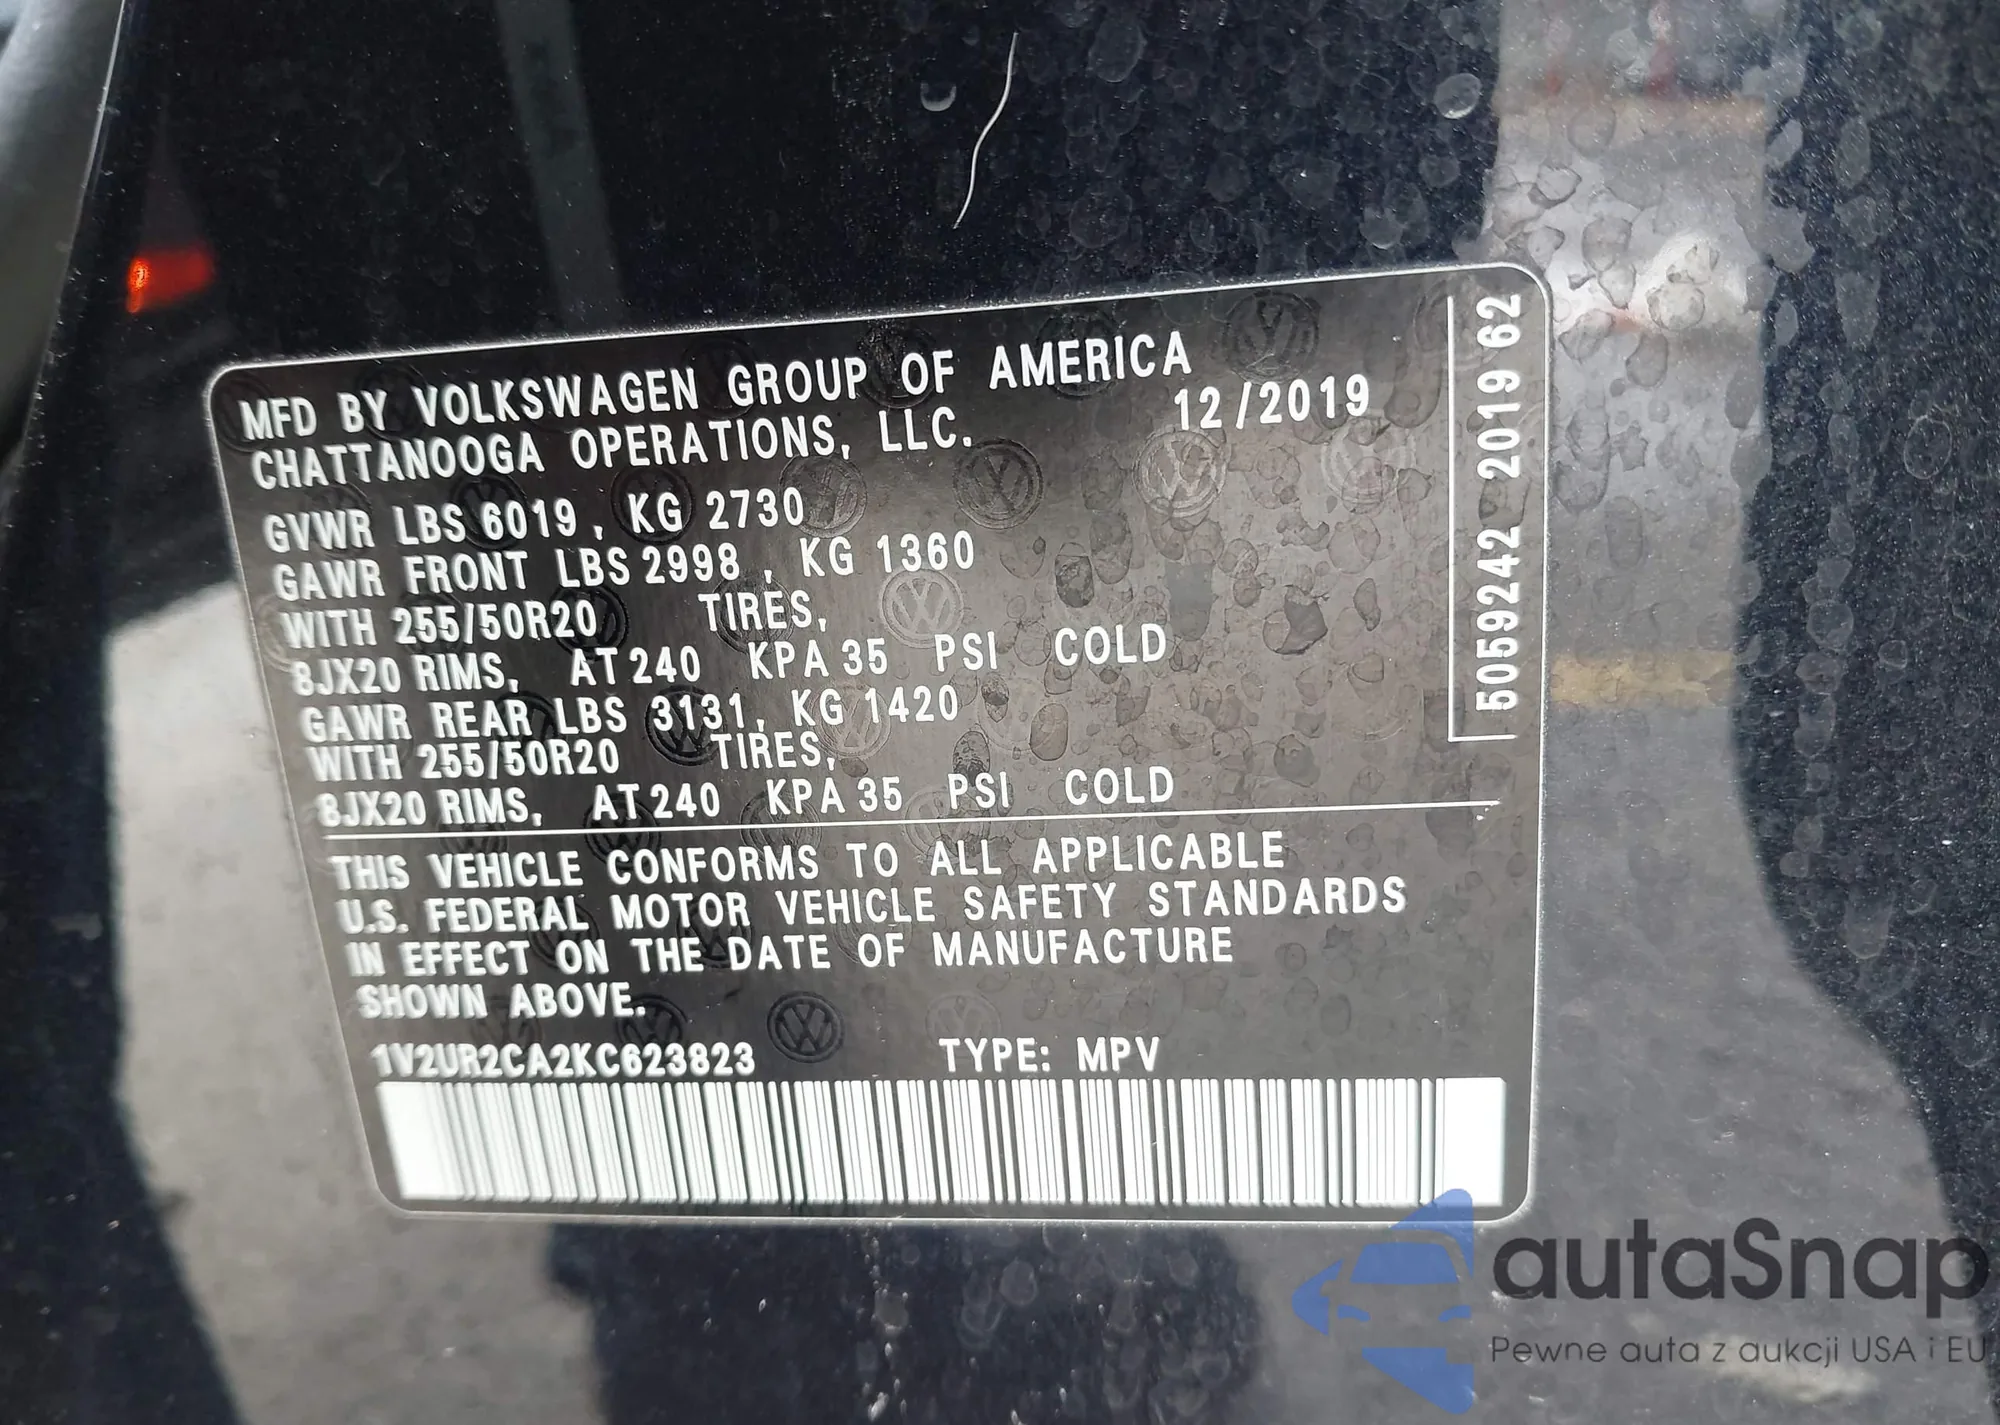 MFD BY VOLKSWAGEN GROUP OF AMERICA
CHATTANOOGA OPERATIONS, LLC. 12/2019
GVWR LBS 6019, KG 2730
GAWR FRONT LBS 2998, KG 1360
WITH 255/50R20 TIRES,
8JX20 RIMS, AT 240 KPA 35 PSI COLD
GAWR REAR LBS 3131, KG 1420
WITH 255/50R20 TIRES,
8JX20 RIMS, AT 240 KPA 35 PSI COLD
THIS VEHICLE CONFORMS TO ALL APPLICABLE
U.S. FEDERAL MOTOR VEHICLE SAFETY STANDARDS
IN EFFECT ON THE DATE OF MANUFACTURE
SHOWN ABOVE.
1V2UR2CA2KC623823 TYPE: MPV
5059242 2019 62
autaSnap
Pewne auta z aukcji USA i EU